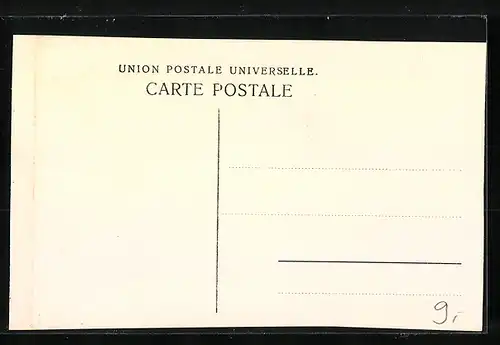 UNION POSTALE UNIVERSELLE.
CARTE POSTALE
9,-